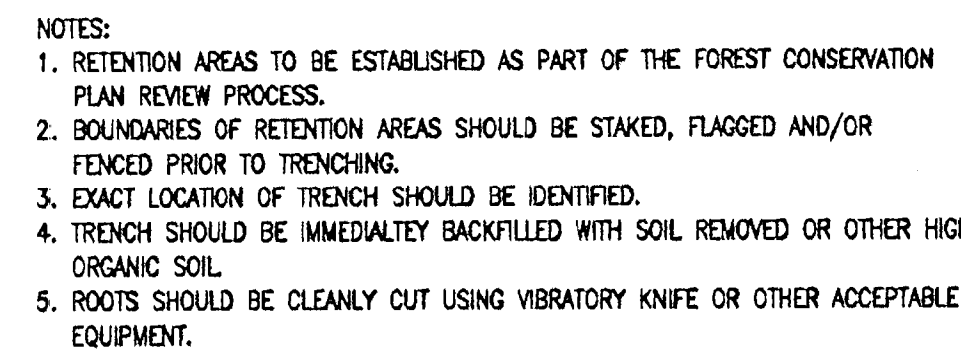 NOTES:
1. RETENTION AREAS TO BE ESTABLISHED AS PART OF THE FOREST CONSERVATION
PLAN REVIEW PROCESS.
2. BOUNDARIES OF RETENTION AREAS SHOULD BE STAKED, FLAGGED AND/OR
FENCED PRIOR TO TRENCHING.
3. EXACT LOCATION OF TRENCH SHOULD BE IDENTIFIED.
4. TRENCH SHOULD BE IMMEDIALTEY BACKFILLED WITH SOIL REMOVED OR OTHER HIG
ORGANIC SOIL
5. ROOTS SHOULD BE CLEANLY CUT USING VIBRATORY KNIFE OR OTHER ACCEPTABLE
EQUIPMENT.